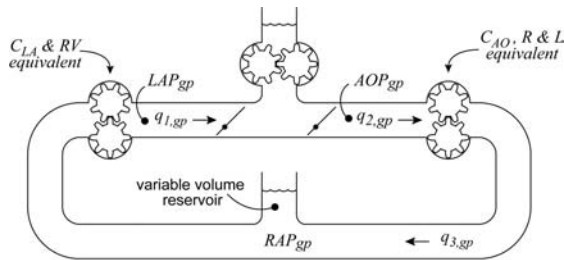 C_LA, & RV
equivalent
C_AO, R & L
equivalent
LAP_gp
AOP_gp
q_1,gp
q_2,gp
variable volume
reservoir
RAP_gp
q_3,gp